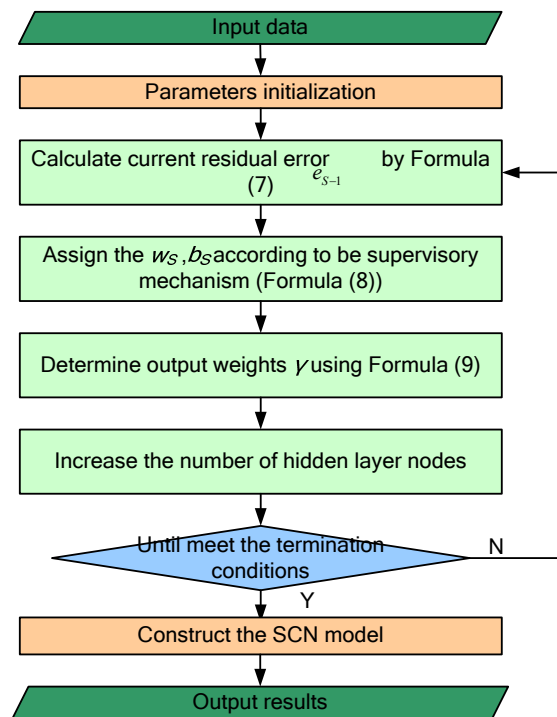 Input data
Parameters initialization
Calculate current residual error e_{S-1} by Formula
(7)
Assign the w_S, b_S according to be supervisory
mechanism (Formula (8))
Determine output weights γ using Formula (9)
Increase the number of hidden layer nodes
Until meet the termination
conditions
N
Y
Construct the SCN model
Output results